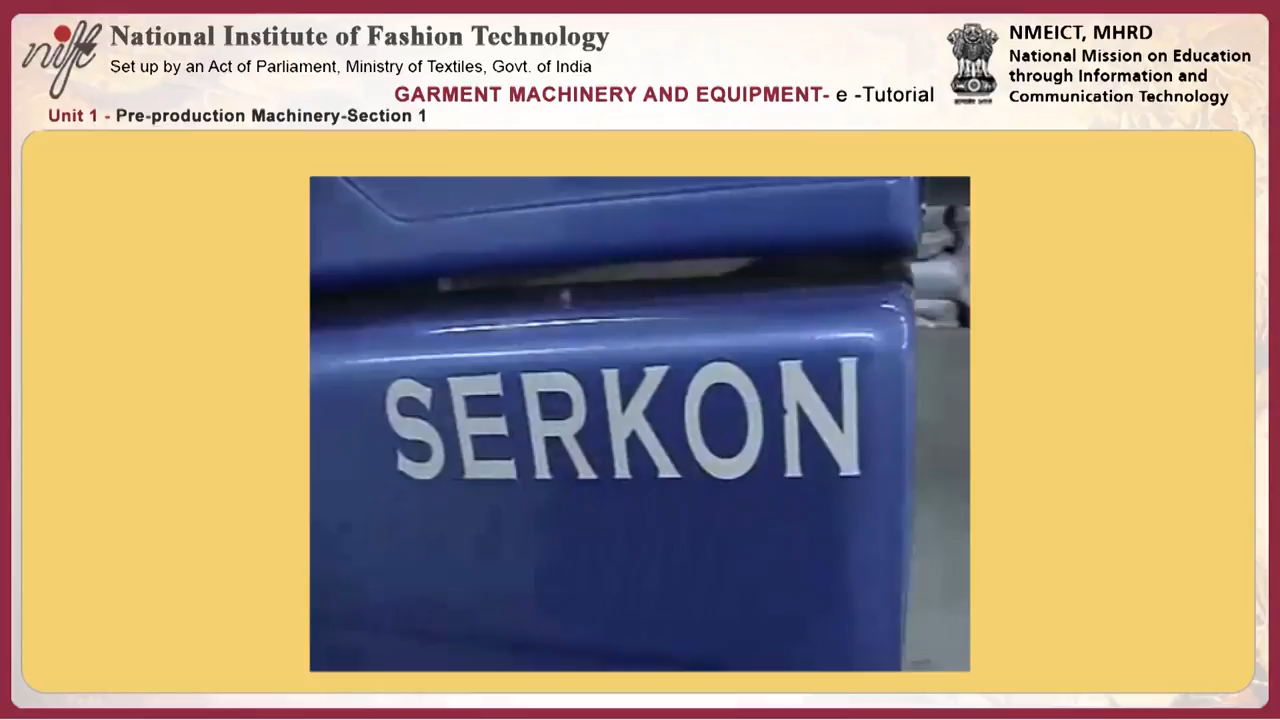 nift
National Institute of Fashion Technology
Set up by an Act of Parliament, Ministry of Textiles, Govt. of India
GARMENT MACHINERY AND EQUIPMENT- e -Tutorial
Unit 1 - Pre-production Machinery-Section 1
NMEICT, MHRD
National Mission on Education
through Information and
Communication Technology
SERKON